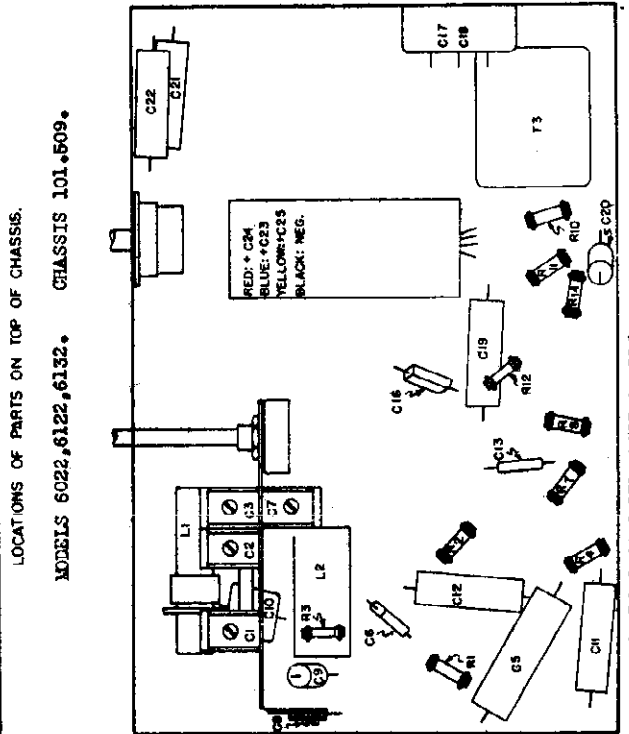 LOCATIONS OF PARTS ON TOP OF CHASSIS.
MODELS 6022,6122,6132. CHASSIS 101.509.
C17
C18
C22
C21
T3
RED: + C24
BLUE: +C23
YELLOW:+C25
BLACK: NEG.
R10
C20
R11
R14
C19
R12
C16
C13
L1
C3
C7
C2
C1
C10
L2
R3
C9
C8
C6
C12
R1
C5
C11